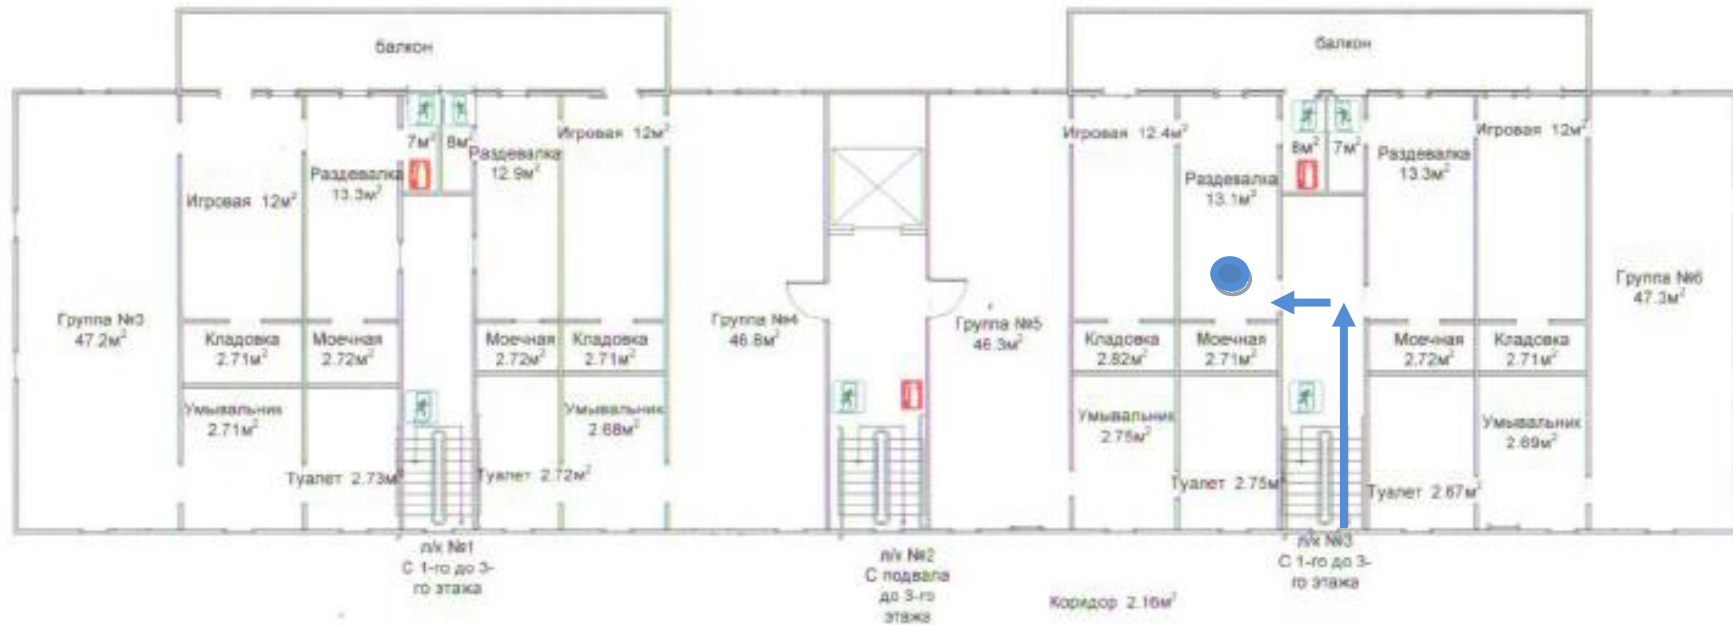 балкон
балкон
7м²
8м²
Игровая 12м²
Игровая 12.4м²
8м²
7м²
Игровая 12м²
Раздевалка
13.3м²
Раздевалка
12.9м²
Раздевалка
13.1м²
Раздевалка
13.3м²
Игровая 12м²
Группа №3
47.2м²
Группа №4
46.8м²
Группа №5
46.3м²
Группа №6
47.3м²
Кладовка
2.71м²
Моечная
2.72м²
Моечная
2.72м²
Кладовка
2.71м²
Кладовка
2.82м²
Моечная
2.71м²
Моечная
2.72м²
Кладовка
2.71м²
Умывальник
2.71м²
Умывальник
2.68м²
Умывальник
2.75м²
Умывальник
2.69м²
Туалет 2.73м²
Туалет 2.72м²
Туалет 2.75м²
Туалет 2.67м²
л/к №1
С 1-го до 3-
го этажа
л/к №2
С подвала
до 3-го
этажа
л/к №3
С 1-го до 3-
го этажа
Коридор 2.16м²